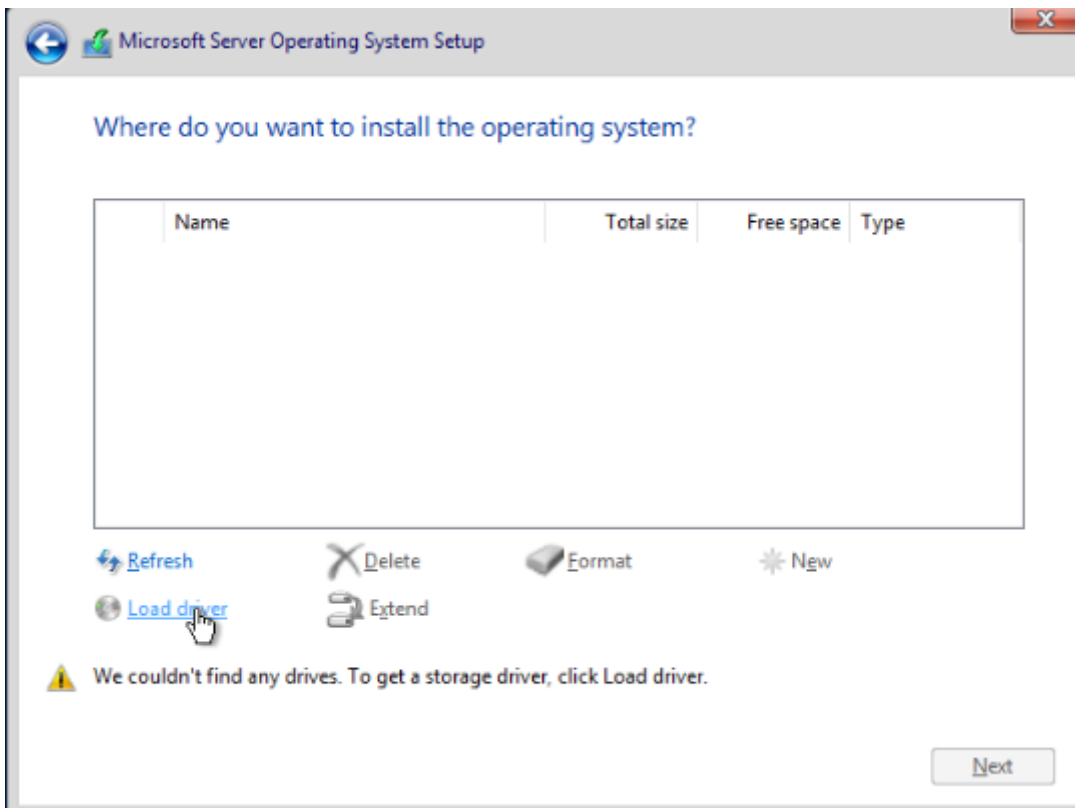 Microsoft Server Operating System Setup
Where do you want to install the operating system?
Name Total size Free space Type
Refresh Delete Format New
Load driver Extend
We couldn't find any drives. To get a storage driver, click Load driver.
Next